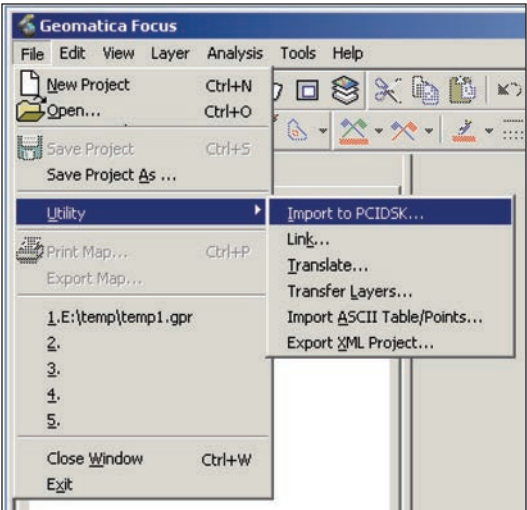 Geomatica Focus
File Edit View Layer Analysis Tools Help
New Project Ctrl+N
Open... Ctrl+O
Save Project Ctrl+S
Save Project As ...
Utility
Print Map... Ctrl+P
Export Map...
1.E:\temp\temp1.gpr
2.
3.
4.
5.
Close Window Ctrl+W
Exit
Import to PCIDSK...
Link...
Translate...
Transfer Layers...
Import ASCII Table/Points...
Export XML Project...